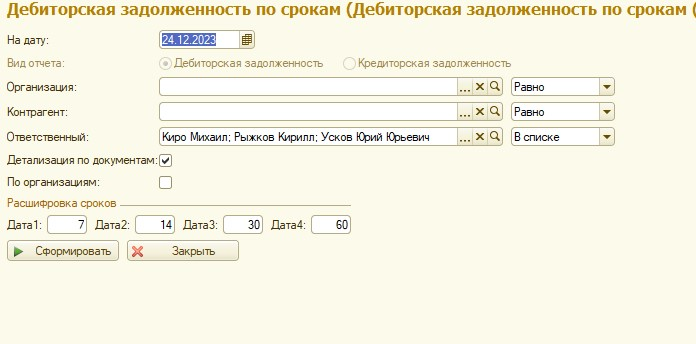 Дебиторская задолженность по срокам (Дебиторская задолженность по срокам (
На дату: 24.12.2023
Вид отчета: Дебиторская задолженность Кредиторская задолженность
Организация: ... Равно
Контрагент: ... Равно
Ответственный: Киро Михаил; Рыжков Кирилл; Усков Юрий Юрьевич ... В списке
Детализация по документам:
По организациям:
Расшифровка сроков
Дата1: 7 Дата2: 14 Дата3: 30 Дата4: 60
Сформировать Закрыть